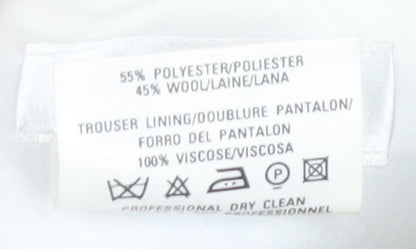 55% POLYESTER/POLIESTER
45% WOOL/LAINE/LANA
TROUSER LINING/DOUBLURE PANTALON/
FORRO DEL PANTALON
100% VISCOSE/VISCOSA
P
PROFESSIONAL DRY CLEAN
PROFESSIONNEL